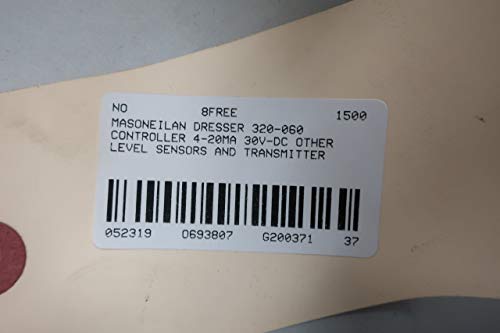 NO 8FREE 1500
MASONEILAN DRESSER 320-060
CONTROLLER 4-20MA 30V-DC OTHER
LEVEL SENSORS AND TRANSMITTER
052319 O693807 G200371 37